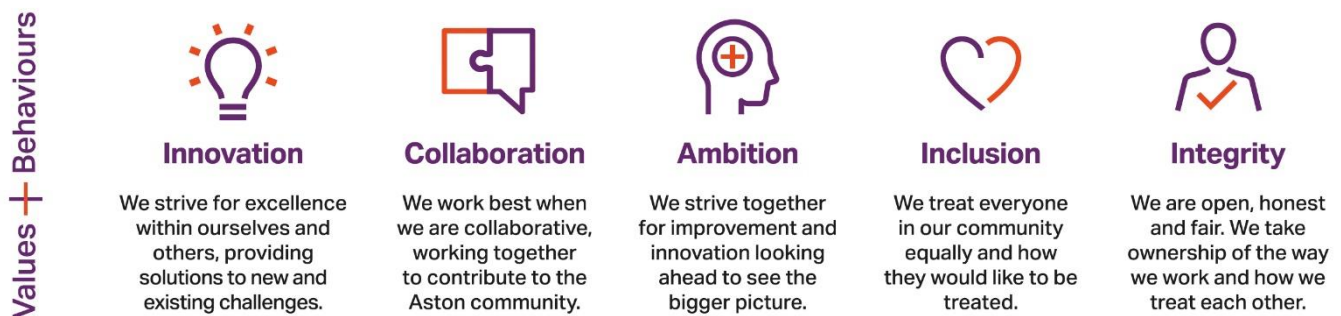 Values + Behaviours
Innovation
We strive for excellence
within ourselves and
others, providing
solutions to new and
existing challenges.
Collaboration
We work best when
we are collaborative,
working together
to contribute to the
Aston community.
Ambition
We strive together
for improvement and
innovation looking
ahead to see the
bigger picture.
Inclusion
We treat everyone
in our community
equally and how
they would like to be
treated.
Integrity
We are open, honest
and fair. We take
ownership of the way
we work and how we
treat each other.